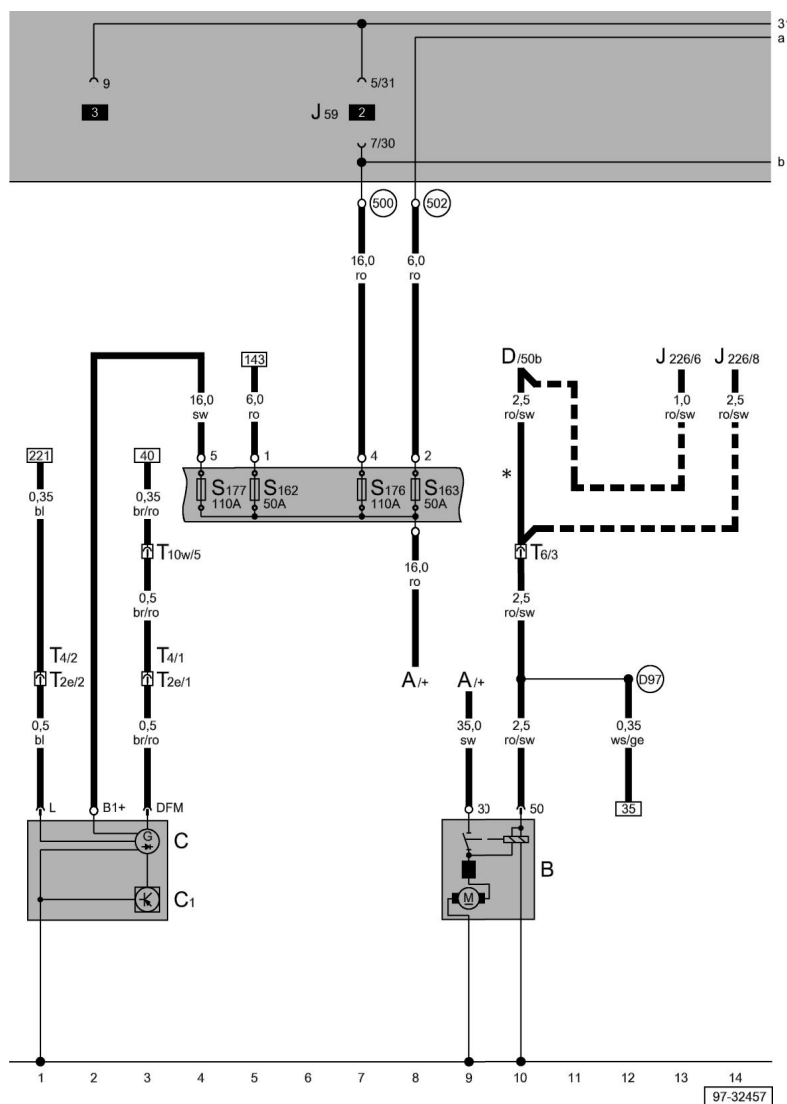 31
a
9
5/31
3
J 59
2
7/30
b
500
502
16,0
ro
6,0
ro
143
D/50b
J 226/6
J 226/8
16,0
sw
6,0
ro
2,5
ro/sw
1,0
ro/sw
2,5
ro/sw
5
1
4
2
221
40
S177
110A
S162
50A
S176
110A
S163
50A
*
0,35
bl
0,35
br/ro
T10w/5
T6/3
16,0
ro
0,5
br/ro
2,5
ro/sw
T4/2
T2e/2
T4/1
T2e/1
A/+
A/+
D97
0,5
bl
0,5
br/ro
35,0
sw
2,5
ro/sw
0,35
ws/ge
L
B1+
DFM
30
50
35
G
C
C1
B
M
1 2 3 4 5 6 7 8 9 10 11 12 13 14
97-32457